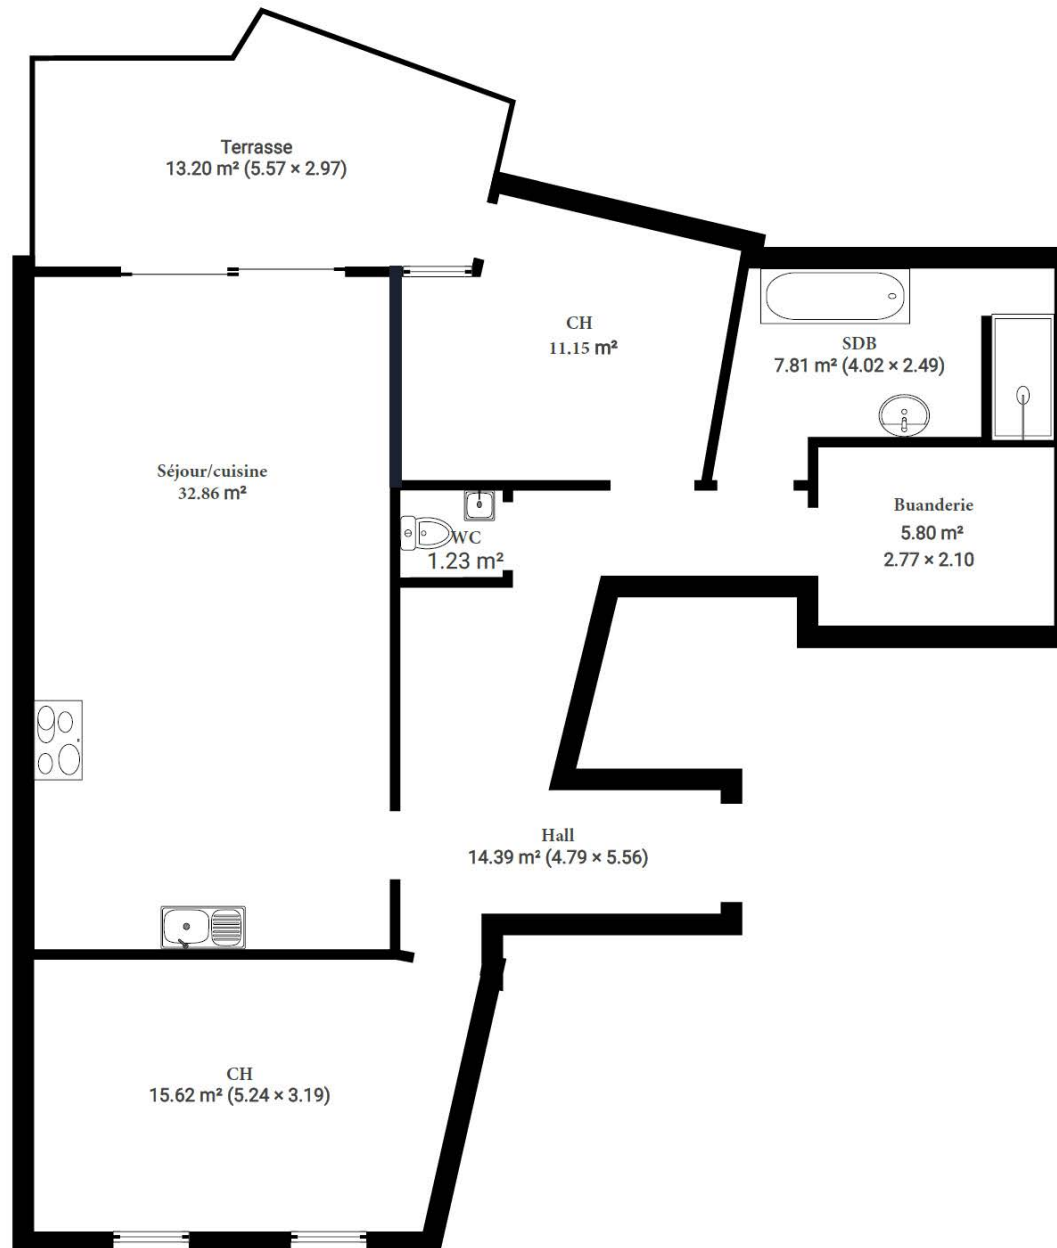 Terrasse
13.20 m² (5.57 × 2.97)
CH
11.15 m²
SDB
7.81 m² (4.02 × 2.49)
Séjour/cuisine
32.86 m²
Buanderie
5.80 m²
2.77 × 2.10
WC
1.23 m²
Hall
14.39 m² (4.79 × 5.56)
CH
15.62 m² (5.24 × 3.19)